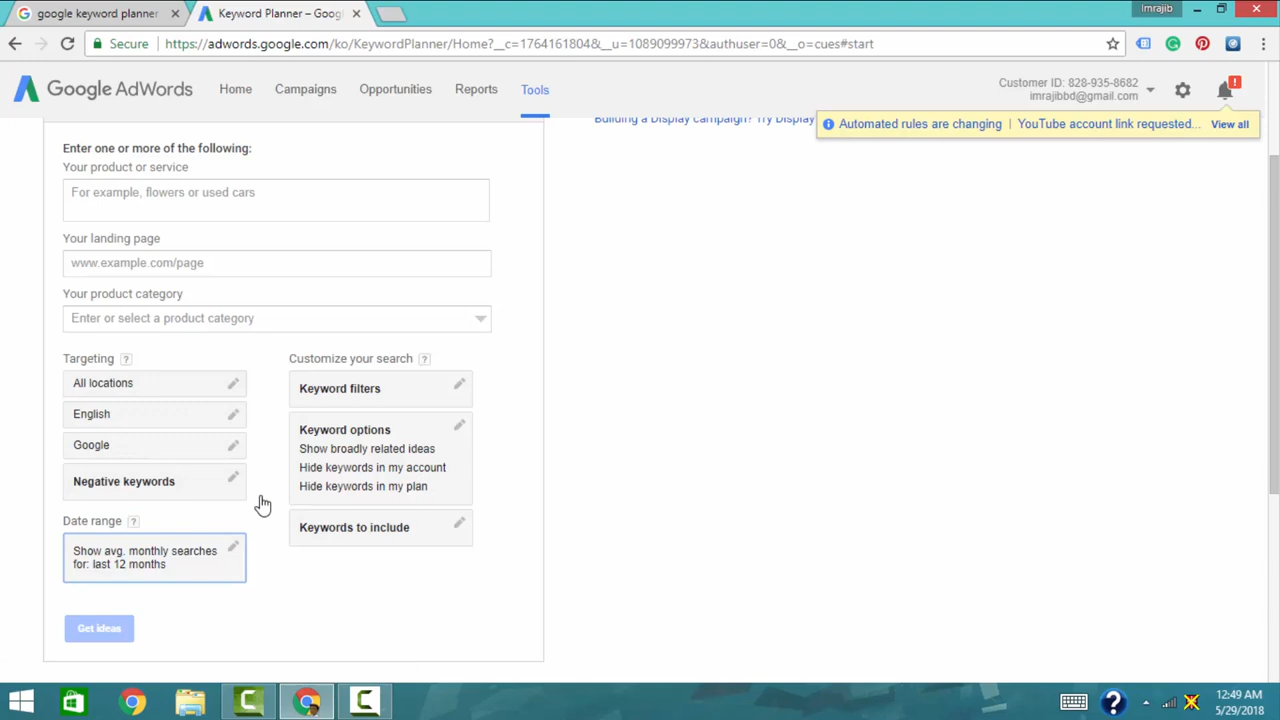 google keyword planner
Keyword Planner – Goog
Imrajib
Secure
https://adwords.google.com/ko/KeywordPlanner/Home?__c=1764161804&__u=1089099973&authuser=0&__o=cues#start
Google AdWords
Home
Campaigns
Opportunities
Reports
Tools
Customer ID: 828-935-8682
imrajibbd@gmail.com
Automated rules are changing
YouTube account link requested...
View all
Building a Display campaign? Try Display
Enter one or more of the following:
Your product or service
For example, flowers or used cars
Your landing page
www.example.com/page
Your product category
Enter or select a product category
Targeting ?
All locations
English
Google
Negative keywords
Date range ?
Show avg. monthly searches
for: last 12 months
Customize your search ?
Keyword filters
Keyword options
Show broadly related ideas
Hide keywords in my account
Hide keywords in my plan
Keywords to include
Get ideas
12:49 AM
5/29/2018